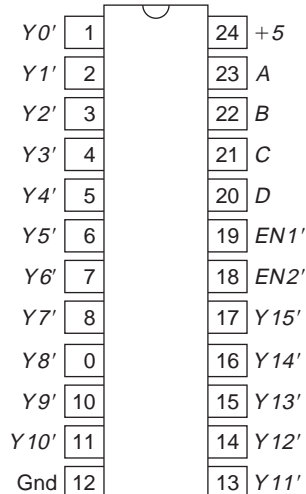 Y0' 1 24 +5
Y1' 2 23 A
Y2' 3 22 B
Y3' 4 21 C
Y4' 5 20 D
Y5' 6 19 EN1'
Y6' 7 18 EN2'
Y7' 8 17 Y15'
Y8' 0 16 Y14'
Y9' 10 15 Y13'
Y10' 11 14 Y12'
Gnd 12 13 Y11'